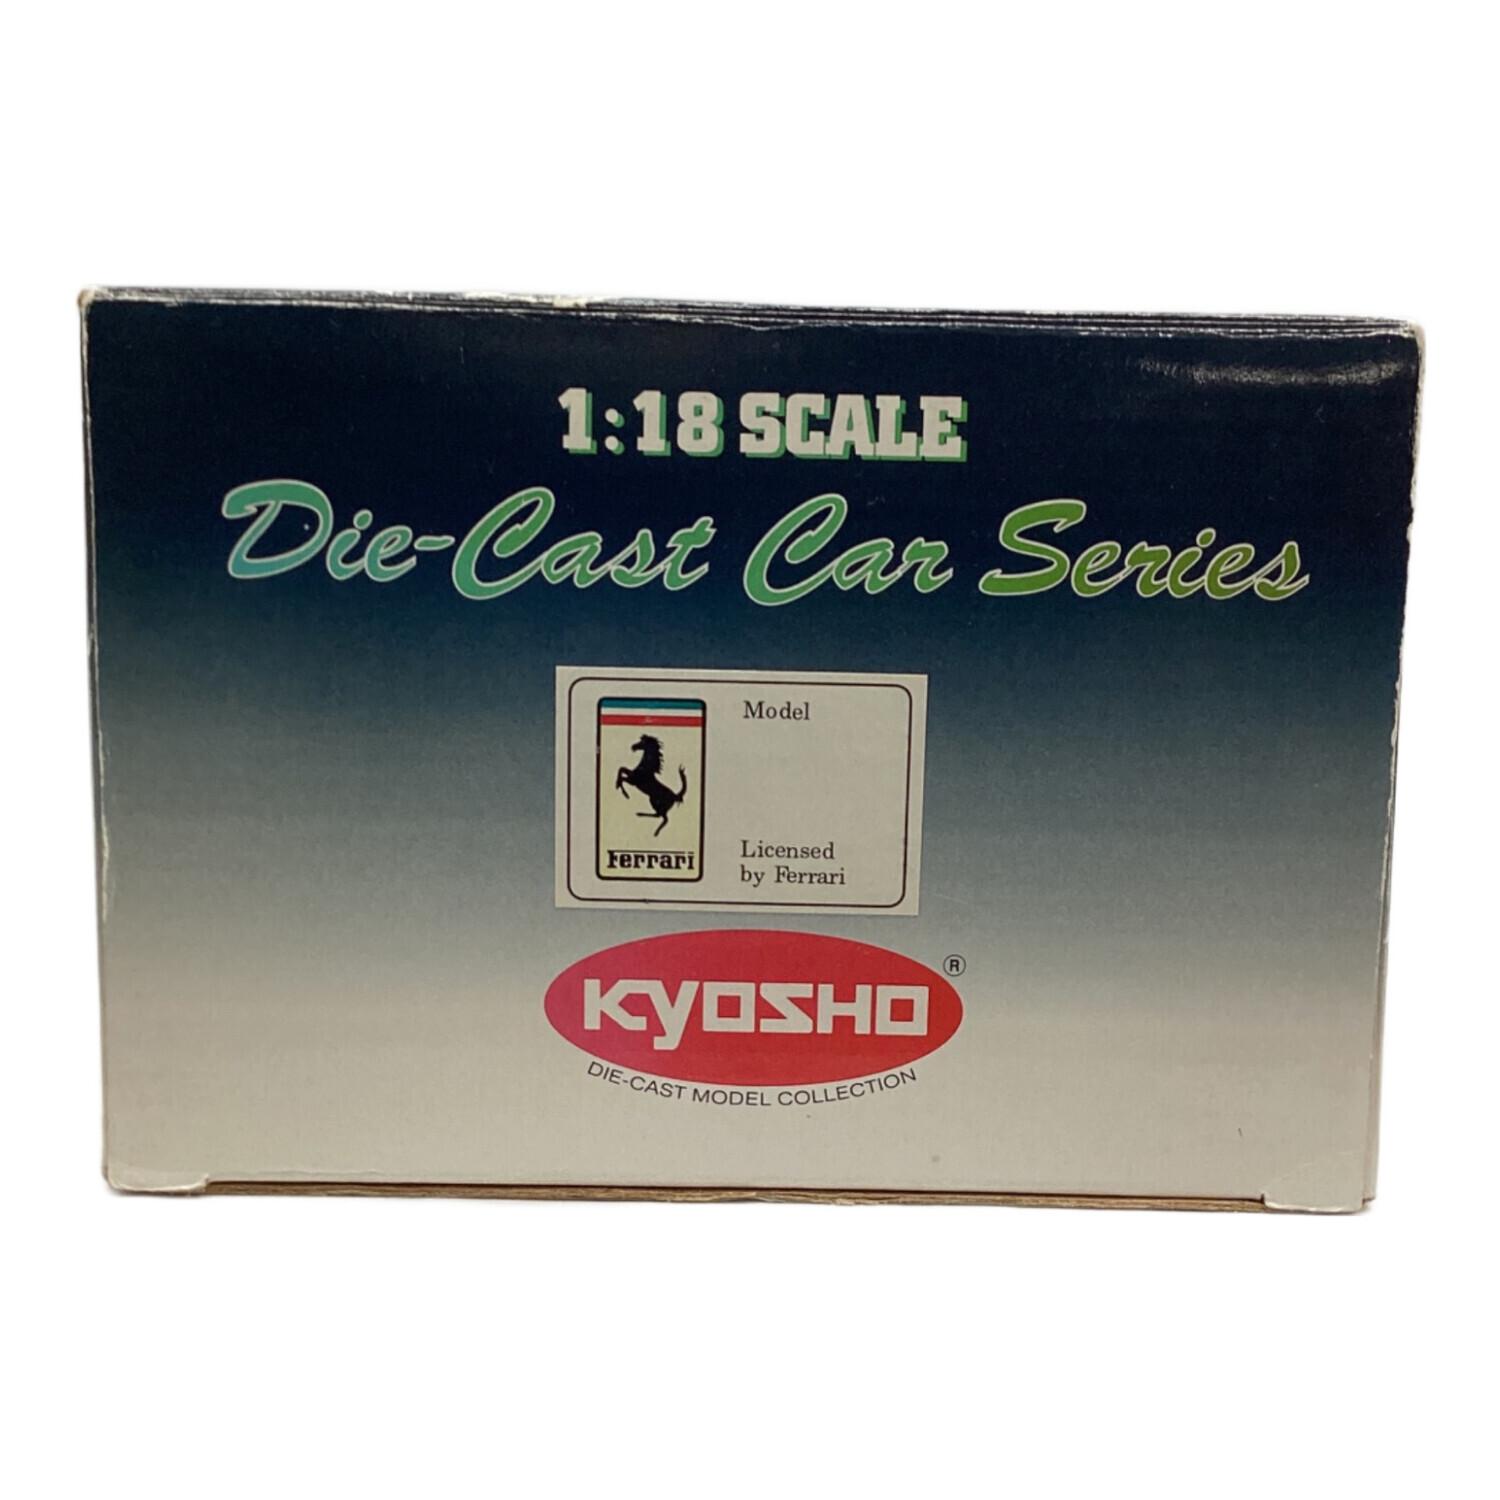 1:18 SCALE
Die-Cast Car Series
Model
Ferrari
Licensed
by Ferrari
KYOSHO ®
DIE-CAST MODEL COLLECTION